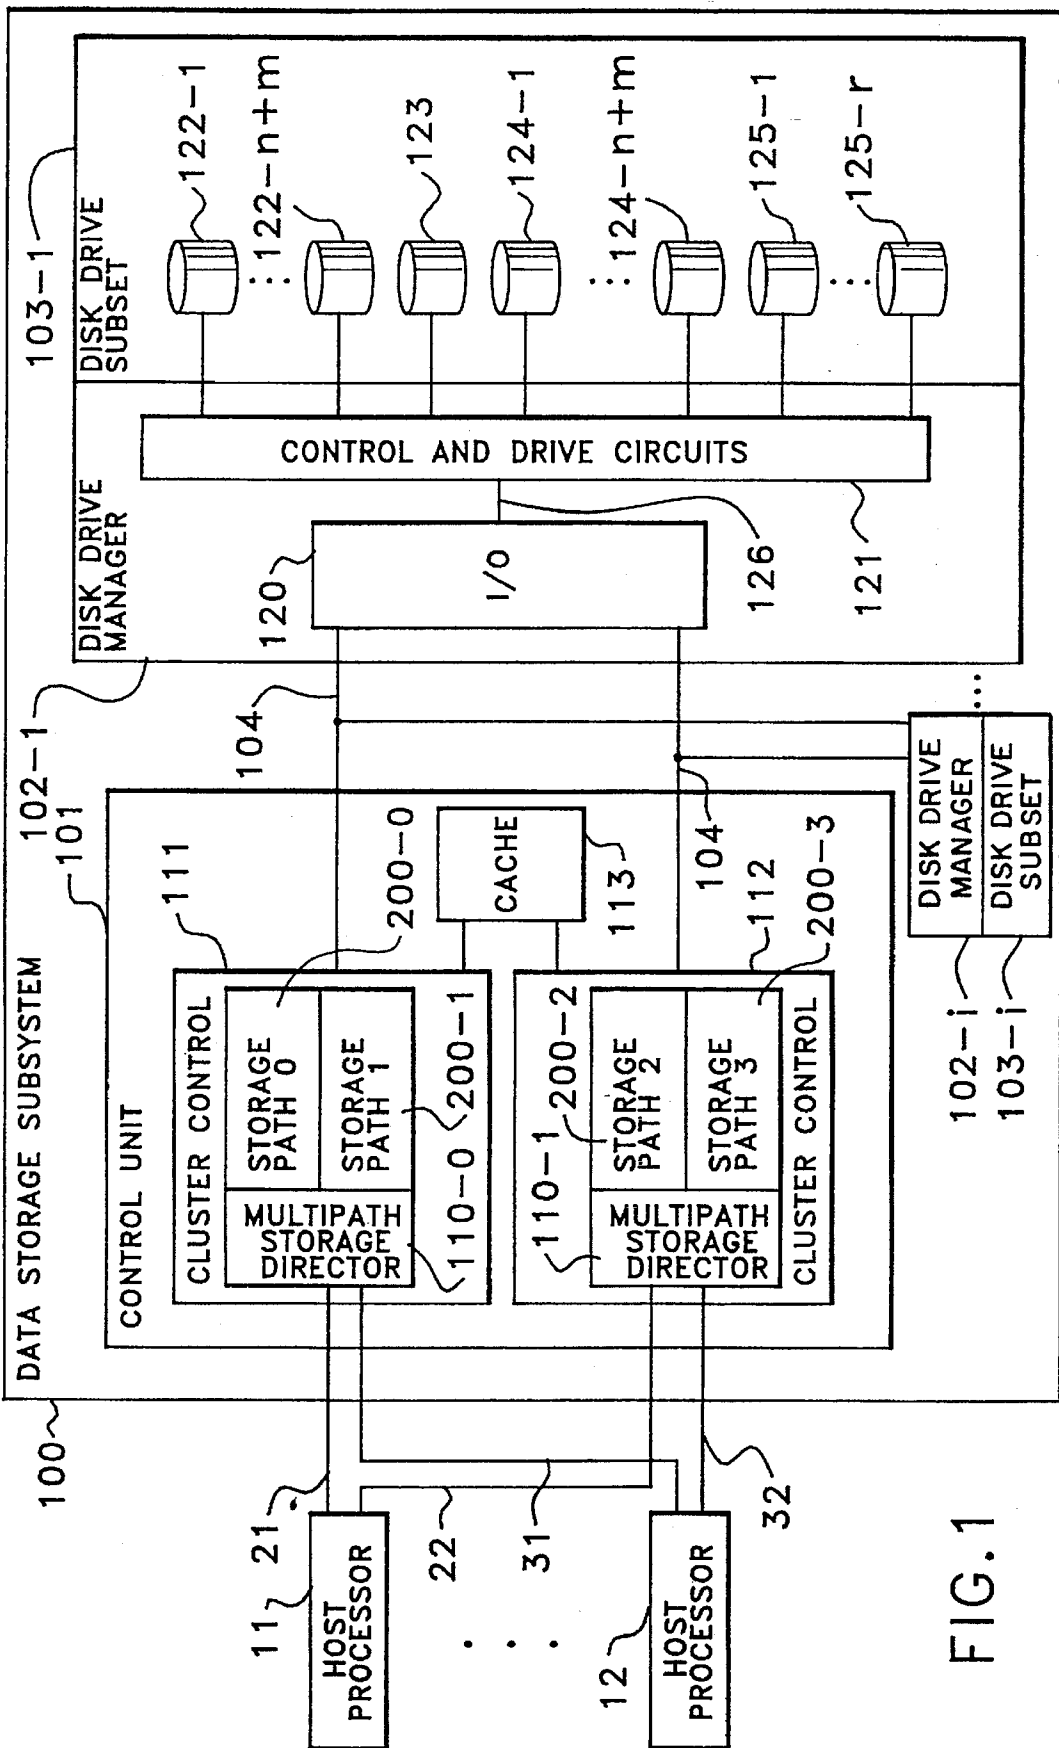 DATA STORAGE SUBSYSTEM
100
101
102-1
103-1
CONTROL UNIT
CLUSTER CONTROL
111
MULTIPATH
STORAGE
DIRECTOR
110-0
STORAGE
PATH 0
200-0
STORAGE
PATH 1
200-1
CACHE
113
CLUSTER CONTROL
112
MULTIPATH
STORAGE
DIRECTOR
110-1
STORAGE
PATH 2
200-2
STORAGE
PATH 3
200-3
104
104
DISK DRIVE
MANAGER
120
I/O
126
CONTROL AND DRIVE CIRCUITS
121
DISK DRIVE
SUBSET
122-1
122-n+m
123
124-1
124-n+m
125-1
125-r
DISK DRIVE
MANAGER
DISK DRIVE
SUBSET
102-i
103-i
11
HOST
PROCESSOR
21
22
31
32
12
HOST
PROCESSOR
FIG.1